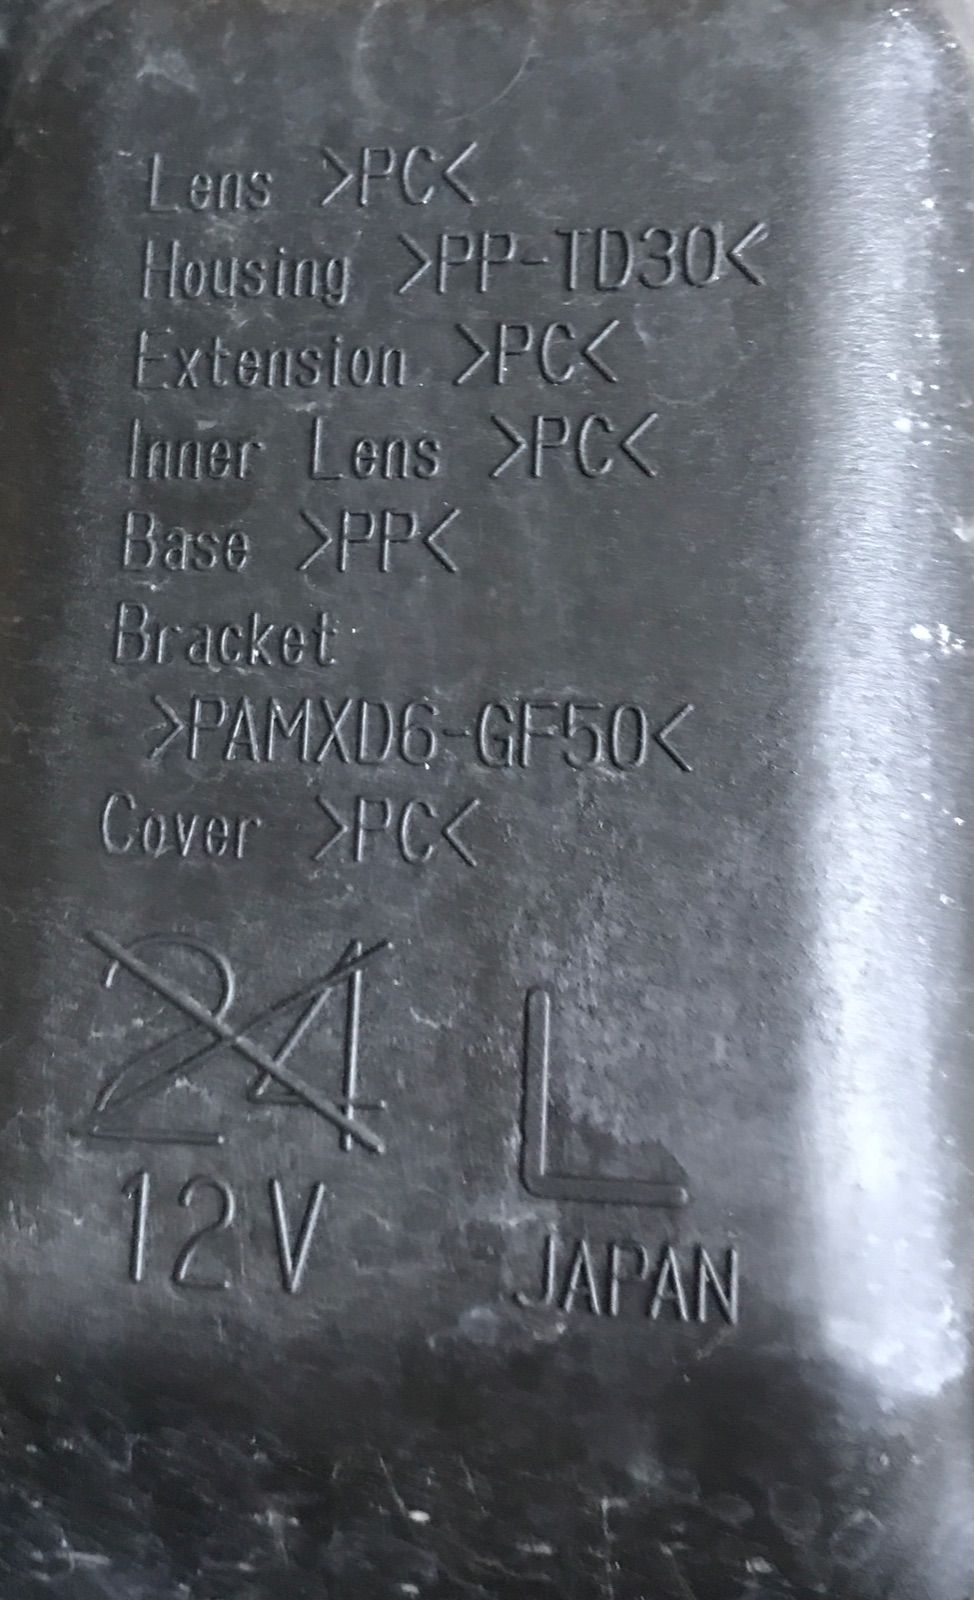 Lens >PC<
Housing >PP-TD30<
Extension >PC<
Inner Lens >PC<
Base >PP<
Bracket
>PAMXD6-GF50<
Cover >PC<
24 L
12V JAPAN